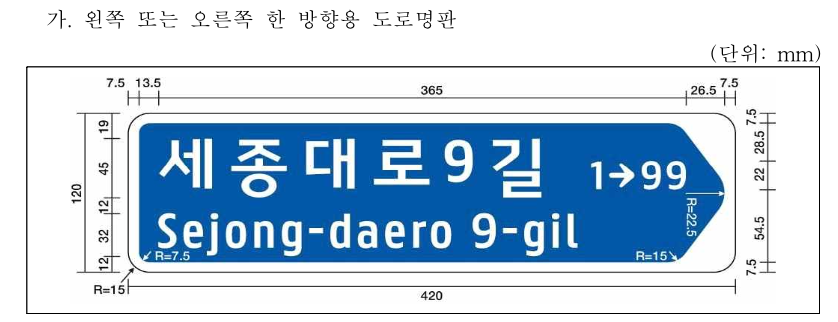 가. 왼쪽 또는 오른쪽 한 방향용 도로명판
(단위: mm)
7.5 13.5 365 26.5 7.5
19 45 12 32 12
120
세종대로9길 1→99
Sejong-daero 9-gil
R=7.5
R=15
R=22.5
R=15
7.5 28.5 22 54.5 7.5
420